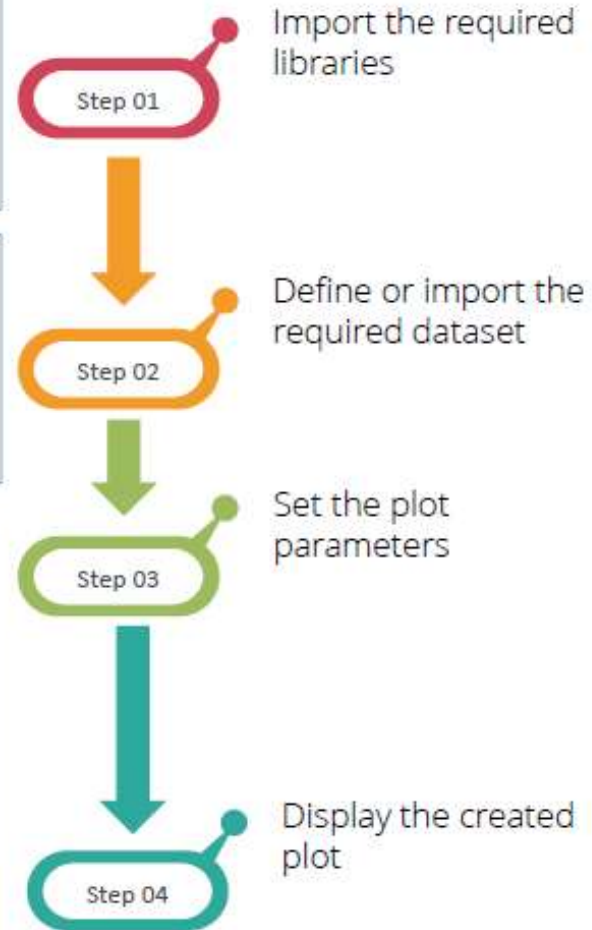 Import the required
libraries
Step 01
Define or import the
required dataset
Step 02
Set the plot
parameters
Step 03
Display the created
plot
Step 04